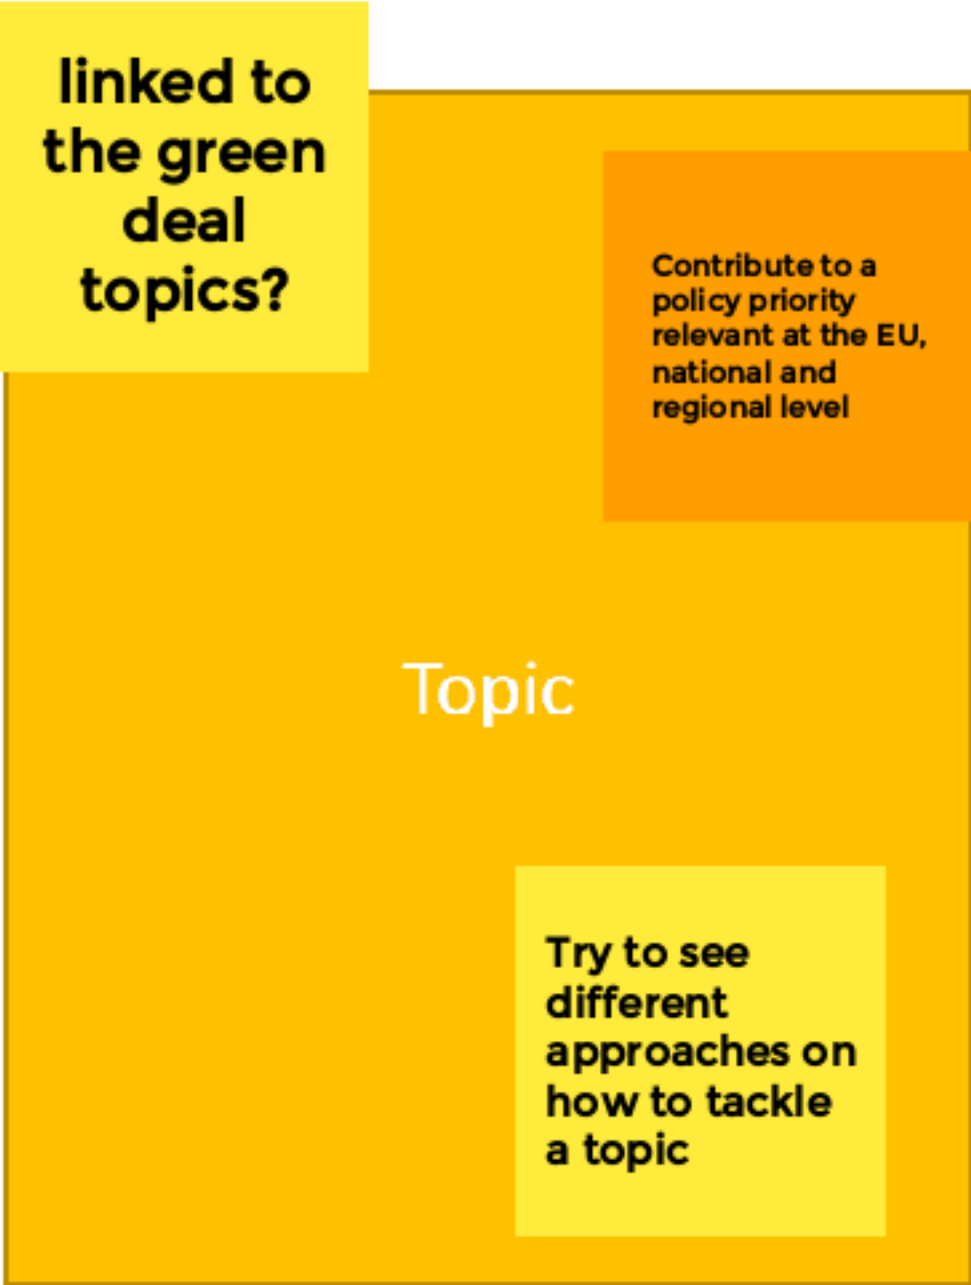 linked to
the green
deal
topics?
Contribute to a
policy priority
relevant at the EU,
national and
regional level
Topic
Try to see
different
approaches on
how to tackle
a topic